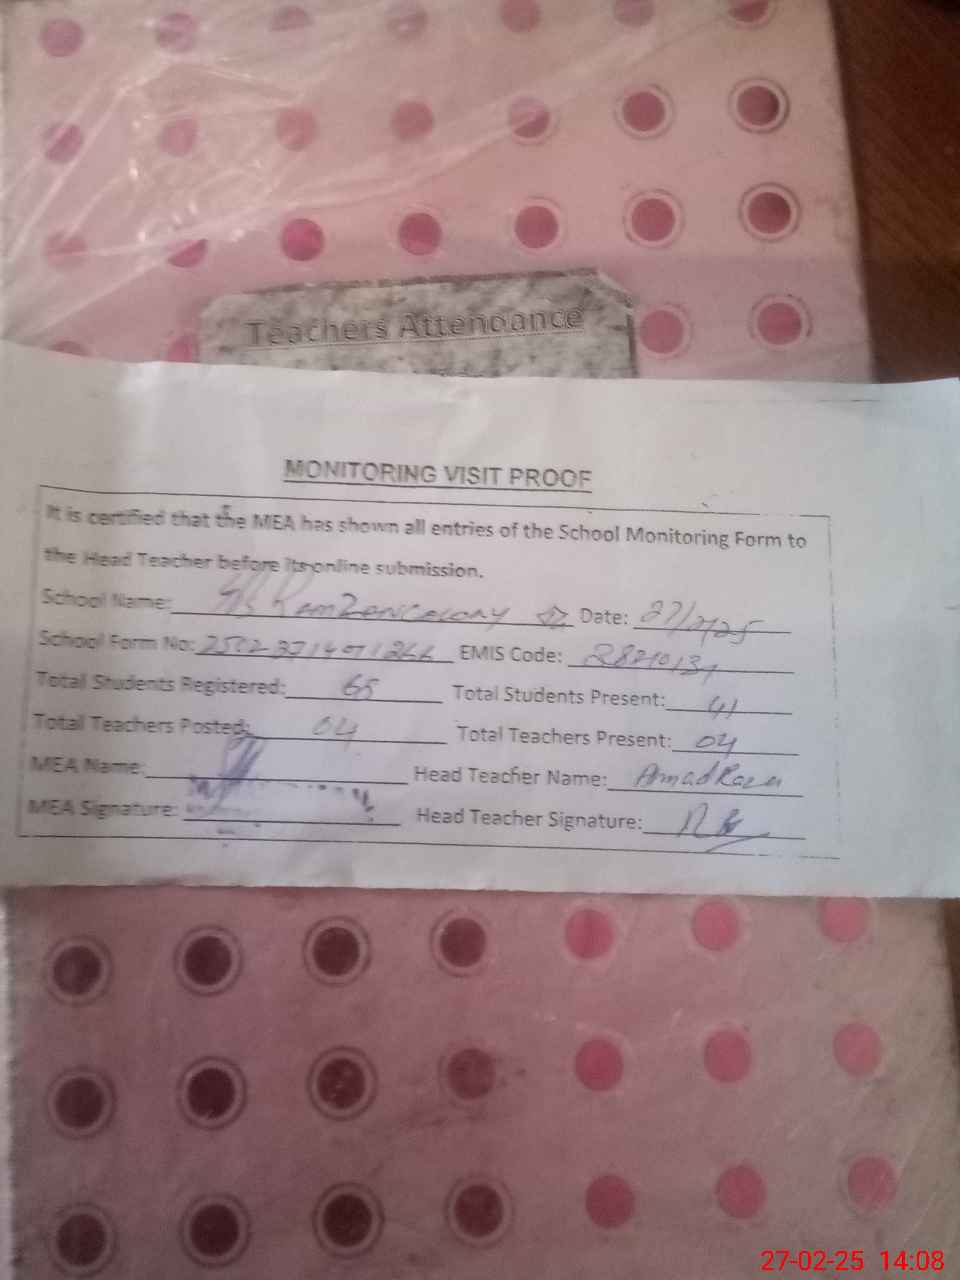 Teachers Attendance
MONITORING VISIT PROOF
It is certified that the MEA has shown all entries of the School Monitoring Form to
the Head Teacher before its online submission.
School Name: Date: 27/2/25
School Form No: EMIS Code:
Total Students Registered: 65 Total Students Present: 41
Total Teachers Posted: 04 Total Teachers Present: 04
MEA Name: Head Teacher Name:
MEA Signature: Head Teacher Signature:
27-02-25 14:08